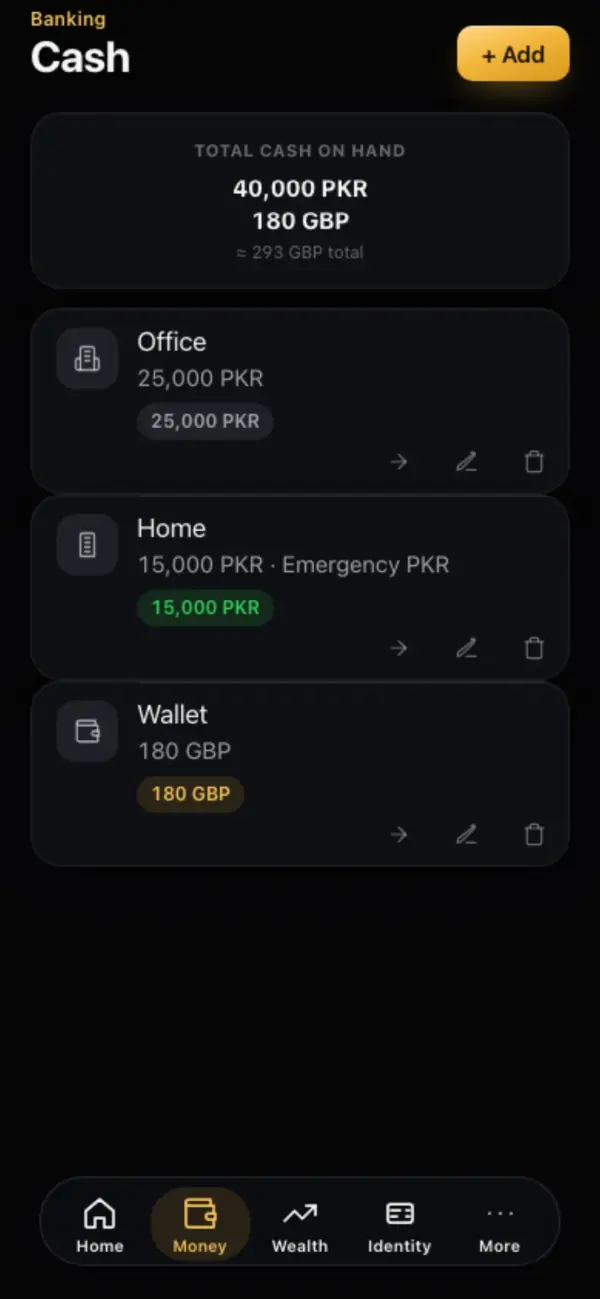 Banking
Cash
+ Add
TOTAL CASH ON HAND
40,000 PKR
180 GBP
≈ 293 GBP total
Office
25,000 PKR
25,000 PKR
Home
15,000 PKR · Emergency PKR
15,000 PKR
Wallet
180 GBP
180 GBP
Home Money Wealth Identity More